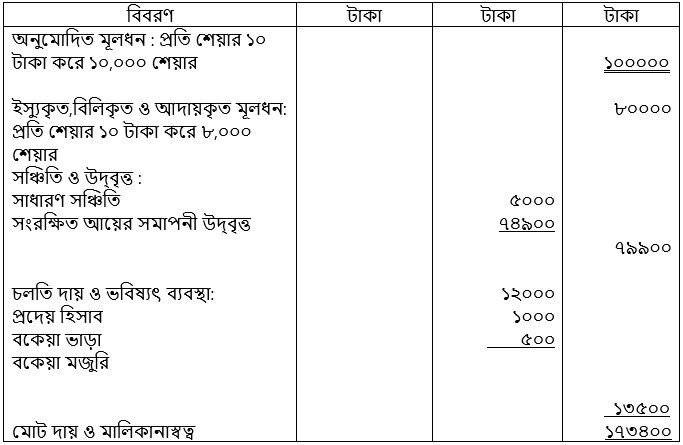 বিবরণ টাকা টাকা টাকা
অনুমোদিত মূলধন : প্রতি শেয়ার ১০
টাকা করে ১০,০০০ শেয়ার ১০০০০০
ইস্যুকৃত,বিলিকৃত ও আদায়কৃত মূলধন: ৮০০০০
প্রতি শেয়ার ১০ টাকা করে ৮,০০০
শেয়ার
সঞ্চিতি ও উদ্‌বৃত্ত :
সাধারণ সঞ্চিতি ৫০০০
সংরক্ষিত আয়ের সমাপনী উদ্‌বৃত্ত ৭৪৯০০
৭৯৯০০
চলতি দায় ও ভবিষ্যৎ ব্যবস্থা: ১২০০০
প্রদেয় হিসাব ১০০০
বকেয়া ভাড়া ৫০০
বকেয়া মজুরি
১৩৫০০
মোট দায় ও মালিকানাস্বত্ব ১৭৩৪০০